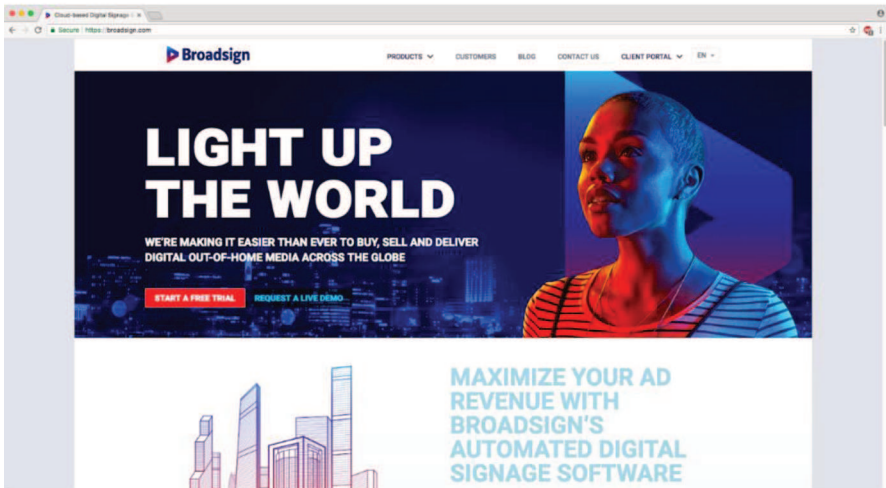 Cloud-based Digital Signage
Secure https://broadsign.com
Broadsign
PRODUCTS CUSTOMERS BLOG CONTACT US CLIENT PORTAL EN
LIGHT UP
THE WORLD
WE'RE MAKING IT EASIER THAN EVER TO BUY, SELL AND DELIVER
DIGITAL OUT-OF-HOME MEDIA ACROSS THE GLOBE
START A FREE TRIAL REQUEST A LIVE DEMO
MAXIMIZE YOUR AD
REVENUE WITH
BROADSIGN'S
AUTOMATED DIGITAL
SIGNAGE SOFTWARE